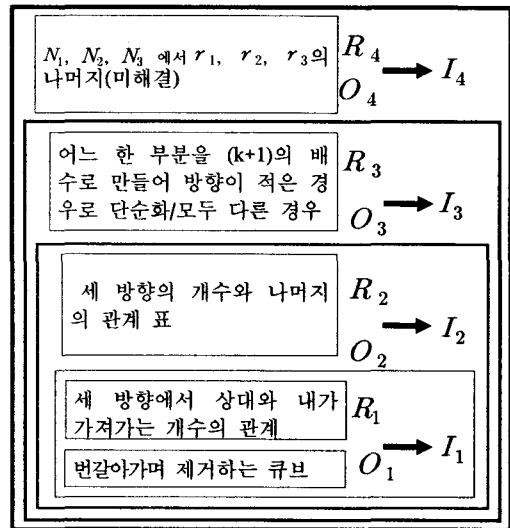 N₁, N₂, N₃ 에서 r₁, r₂, r₃의
나머지(미해결)
R₄
O₄ → I₄
어느 한 부분을 (k+1)의 배
수로 만들어 방향이 적은 경
우로 단순화/모두 다른 경우
R₃
O₃ → I₃
세 방향의 개수와 나머지
의 관계 표
R₂
O₂ → I₂
세 방향에서 상대와 내가
가져가는 개수의 관계
R₁
번갈아가며 제거하는 큐브
O₁ → I₁